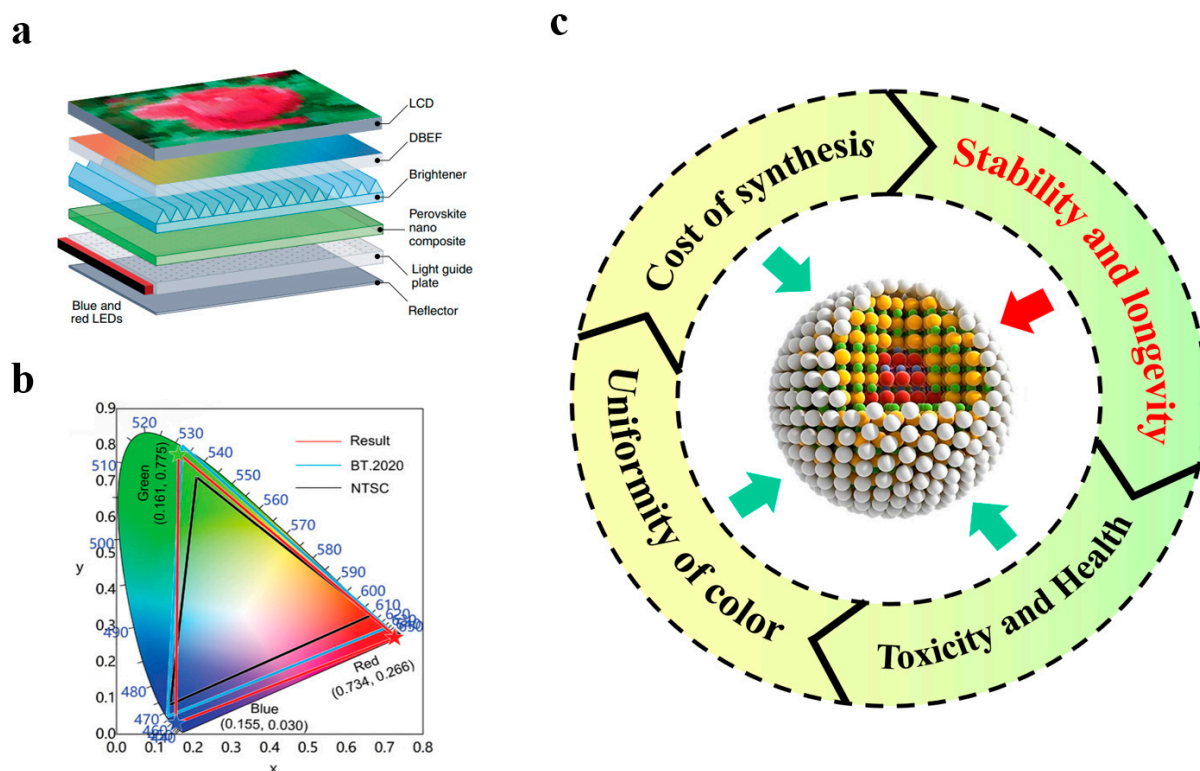 a
LCD
DBEF
Brightener
Perovskite
nano
composite
Light guide
plate
Reflector
Blue and
red LEDs
b
0.9
0.8
0.7
0.6
0.5
0.4
0.3
0.2
0.1
0.0
y
0.0 0.1 0.2 0.3 0.4 0.5 0.6 0.7 0.8
x
520
530
540
550
560
570
580
590
600
610
620
690
510
500
490
480
470
460
440
Result
BT.2020
NTSC
Green
(0.161, 0.775)
Red
(0.734, 0.266)
Blue
(0.155, 0.030)
c
Cost of synthesis
Stability and longevity
Toxicity and Health
Uniformity of color